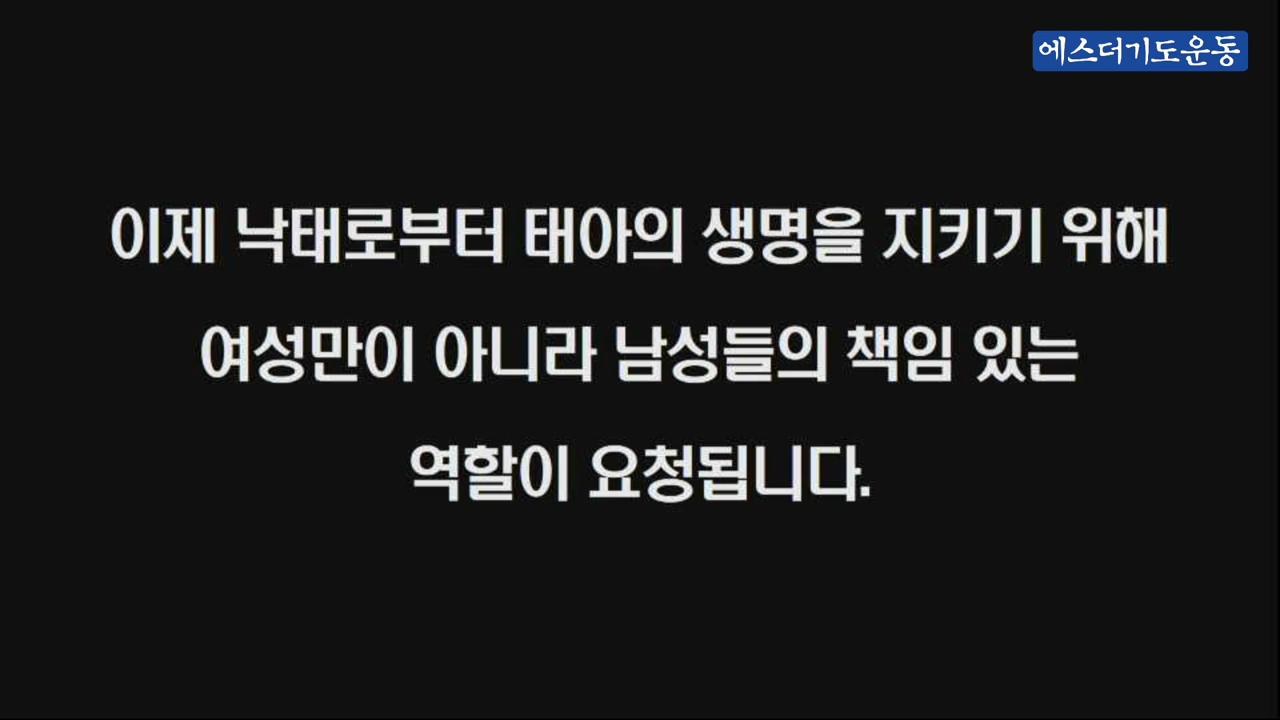 에스더기도운동
이제 낙태로부터 태아의 생명을 지키기 위해
여성만이 아니라 남성들의 책임 있는
역할이 요청됩니다.